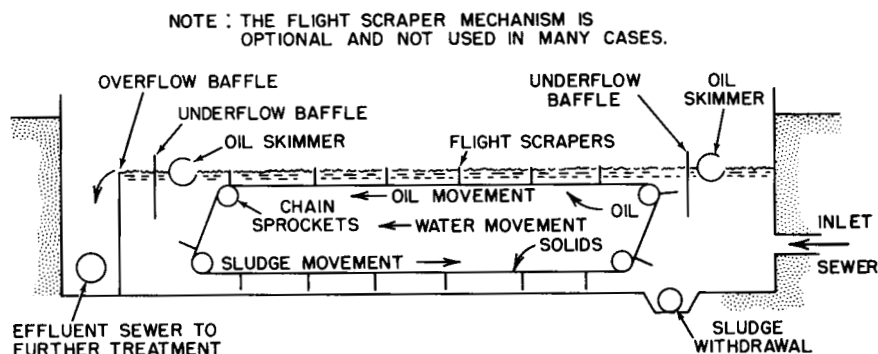 NOTE: THE FLIGHT SCRAPER MECHANISM IS
OPTIONAL AND NOT USED IN MANY CASES.
OVERFLOW BAFFLE
UNDERFLOW BAFFLE
OIL SKIMMER
FLIGHT SCRAPERS
UNDERFLOW
BAFFLE
OIL
SKIMMER
OIL MOVEMENT
OIL
CHAIN
SPROCKETS
WATER MOVEMENT
SOLIDS
SLUDGE MOVEMENT
INLET
SEWER
EFFLUENT SEWER TO
FURTHER TREATMENT
SLUDGE
WITHDRAWAL